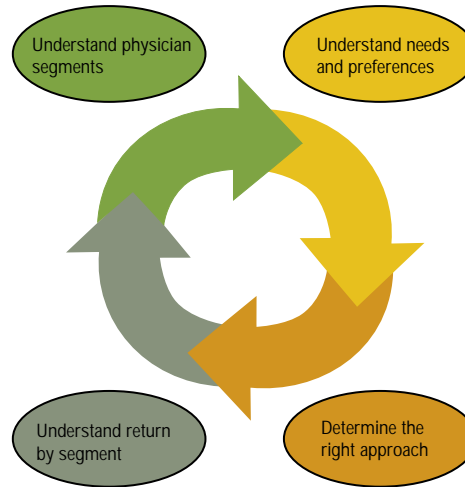 Understand physician
segments
Understand needs
and preferences
Understand return
by segment
Determine the
right approach